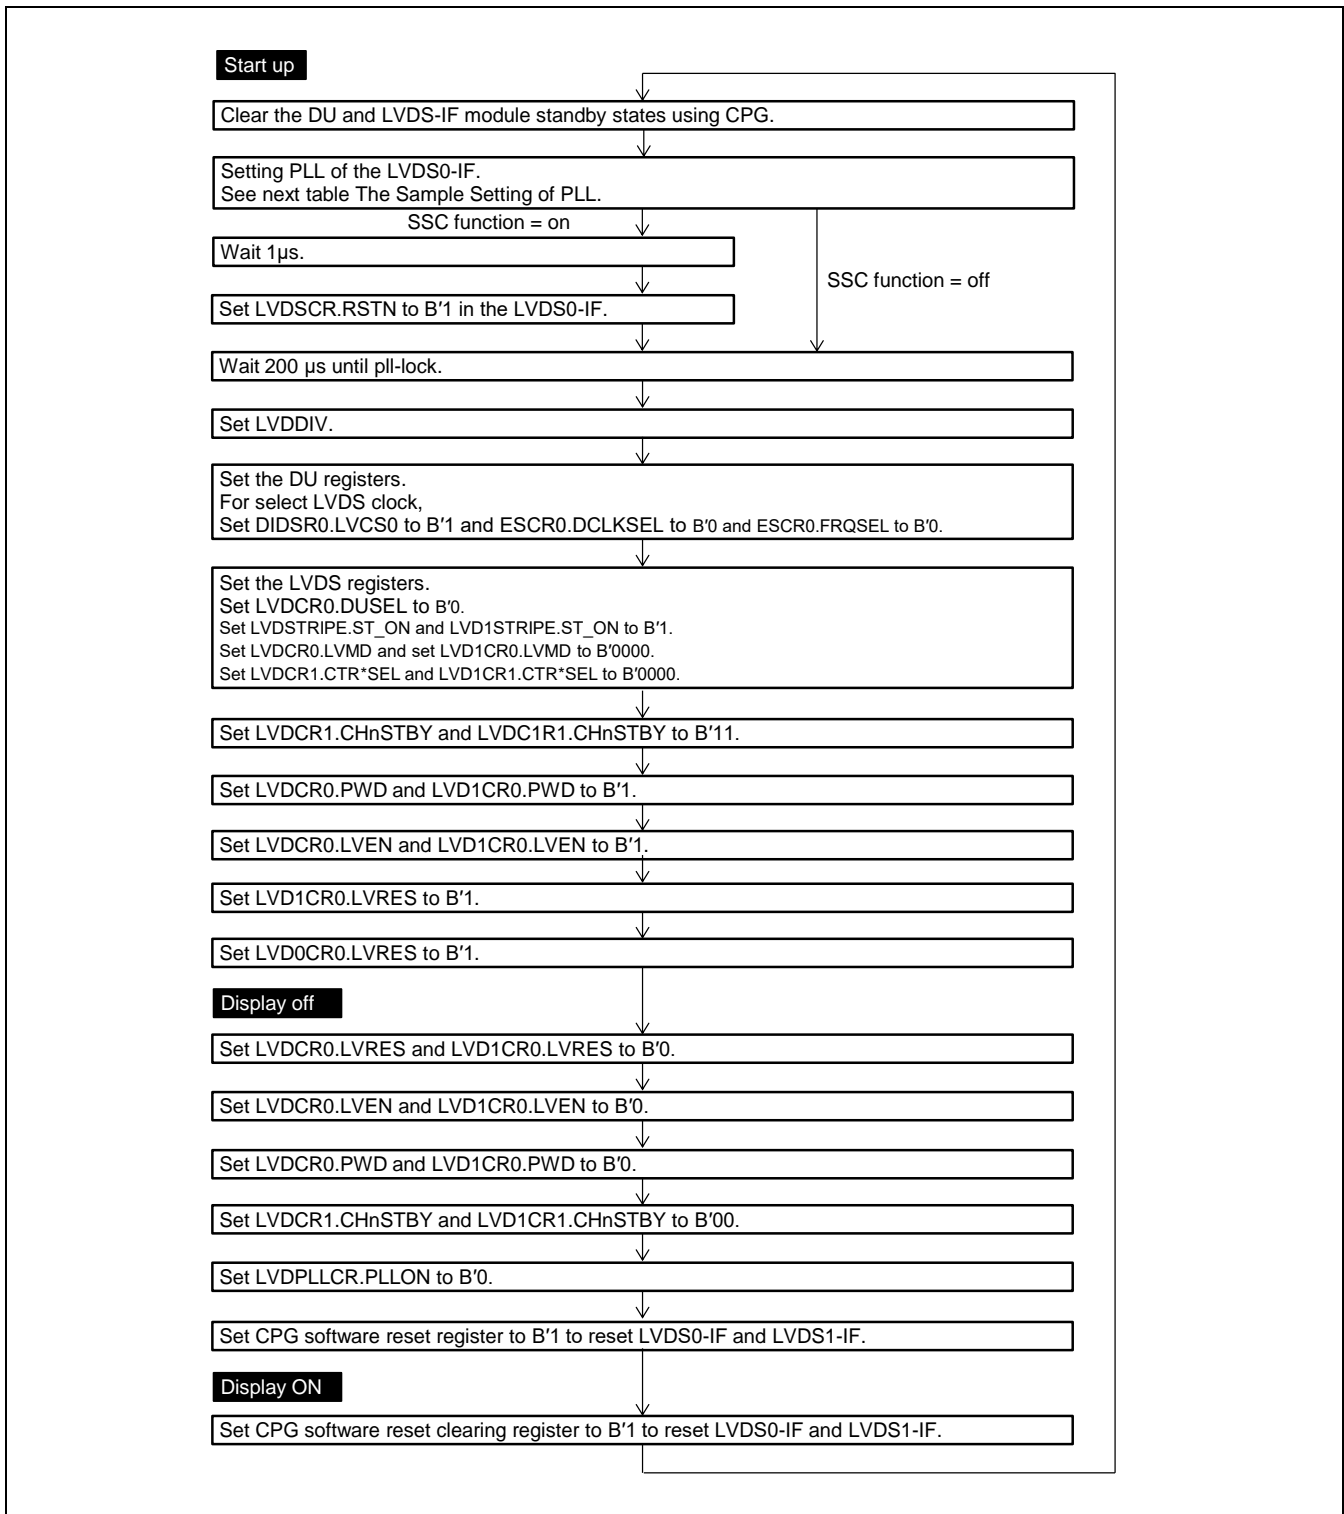 Start up
Clear the DU and LVDS-IF module standby states using CPG.
Setting PLL of the LVDS0-IF.
See next table The Sample Setting of PLL.
SSC function = on
Wait 1µs.
SSC function = off
Set LVDSCR.RSTN to B′1 in the LVDS0-IF.
Wait 200 µs until pll-lock.
Set LVDDIV.
Set the DU registers.
For select LVDS clock,
Set DIDSR0.LVCS0 to B′1 and ESCR0.DCLKSEL to B′0 and ESCR0.FRQSEL to B′0.
Set the LVDS registers.
Set LVDCR0.DUSEL to B′0.
Set LVDSTRIPE.ST_ON and LVD1STRIPE.ST_ON to B′1.
Set LVDCR0.LVMD and set LVD1CR0.LVMD to B′0000.
Set LVDCR1.CTR*SEL and LVD1CR1.CTR*SEL to B′0000.
Set LVDCR1.CHnSTBY and LVDC1R1.CHnSTBY to B′11.
Set LVDCR0.PWD and LVD1CR0.PWD to B′1.
Set LVDCR0.LVEN and LVD1CR0.LVEN to B′1.
Set LVD1CR0.LVRES to B′1.
Set LVD0CR0.LVRES to B′1.
Display off
Set LVDCR0.LVRES and LVD1CR0.LVRES to B′0.
Set LVDCR0.LVEN and LVD1CR0.LVEN to B′0.
Set LVDCR0.PWD and LVD1CR0.PWD to B′0.
Set LVDCR1.CHnSTBY and LVD1CR1.CHnSTBY to B′00.
Set LVDPLLCR.PLLON to B′0.
Set CPG software reset register to B′1 to reset LVDS0-IF and LVDS1-IF.
Display ON
Set CPG software reset clearing register to B′1 to reset LVDS0-IF and LVDS1-IF.